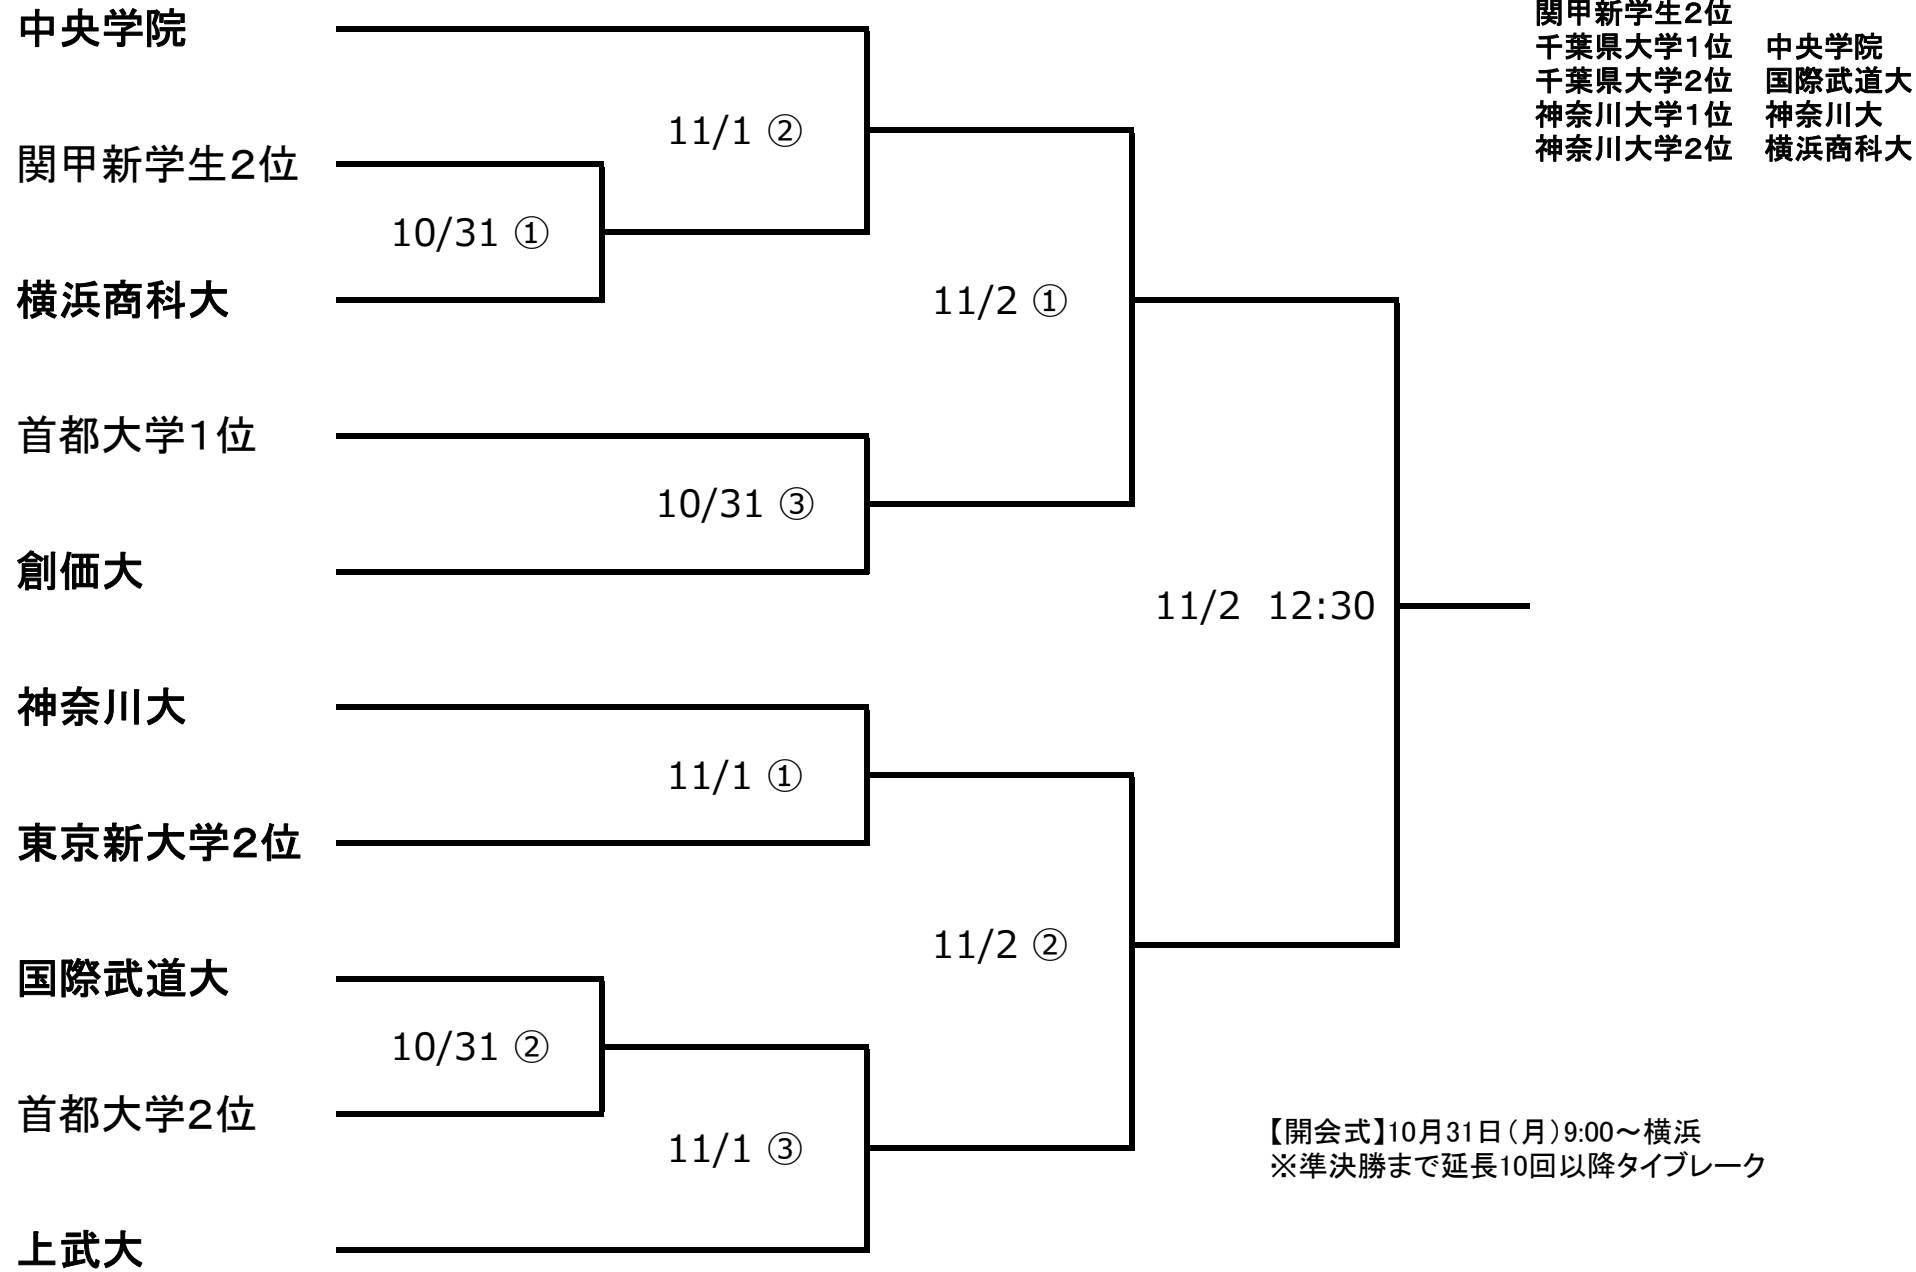 中央学院
関甲新学生2位
横浜商科大
首都大学1位
創価大
神奈川大
東京新大学2位
国際武道大
首都大学2位
上武大
10/31 ①
10/31 ②
11/1 ②
10/31 ③
11/1 ①
11/1 ③
11/2 ①
11/2 ②
11/2 12:30
関甲新学生2位
千葉県大学1位 中央学院
千葉県大学2位 国際武道大
神奈川大学1位 神奈川大
神奈川大学2位 横浜商科大
【開会式】10月31日（月）9:00～横浜
※準決勝まで延長10回以降タイブレーク